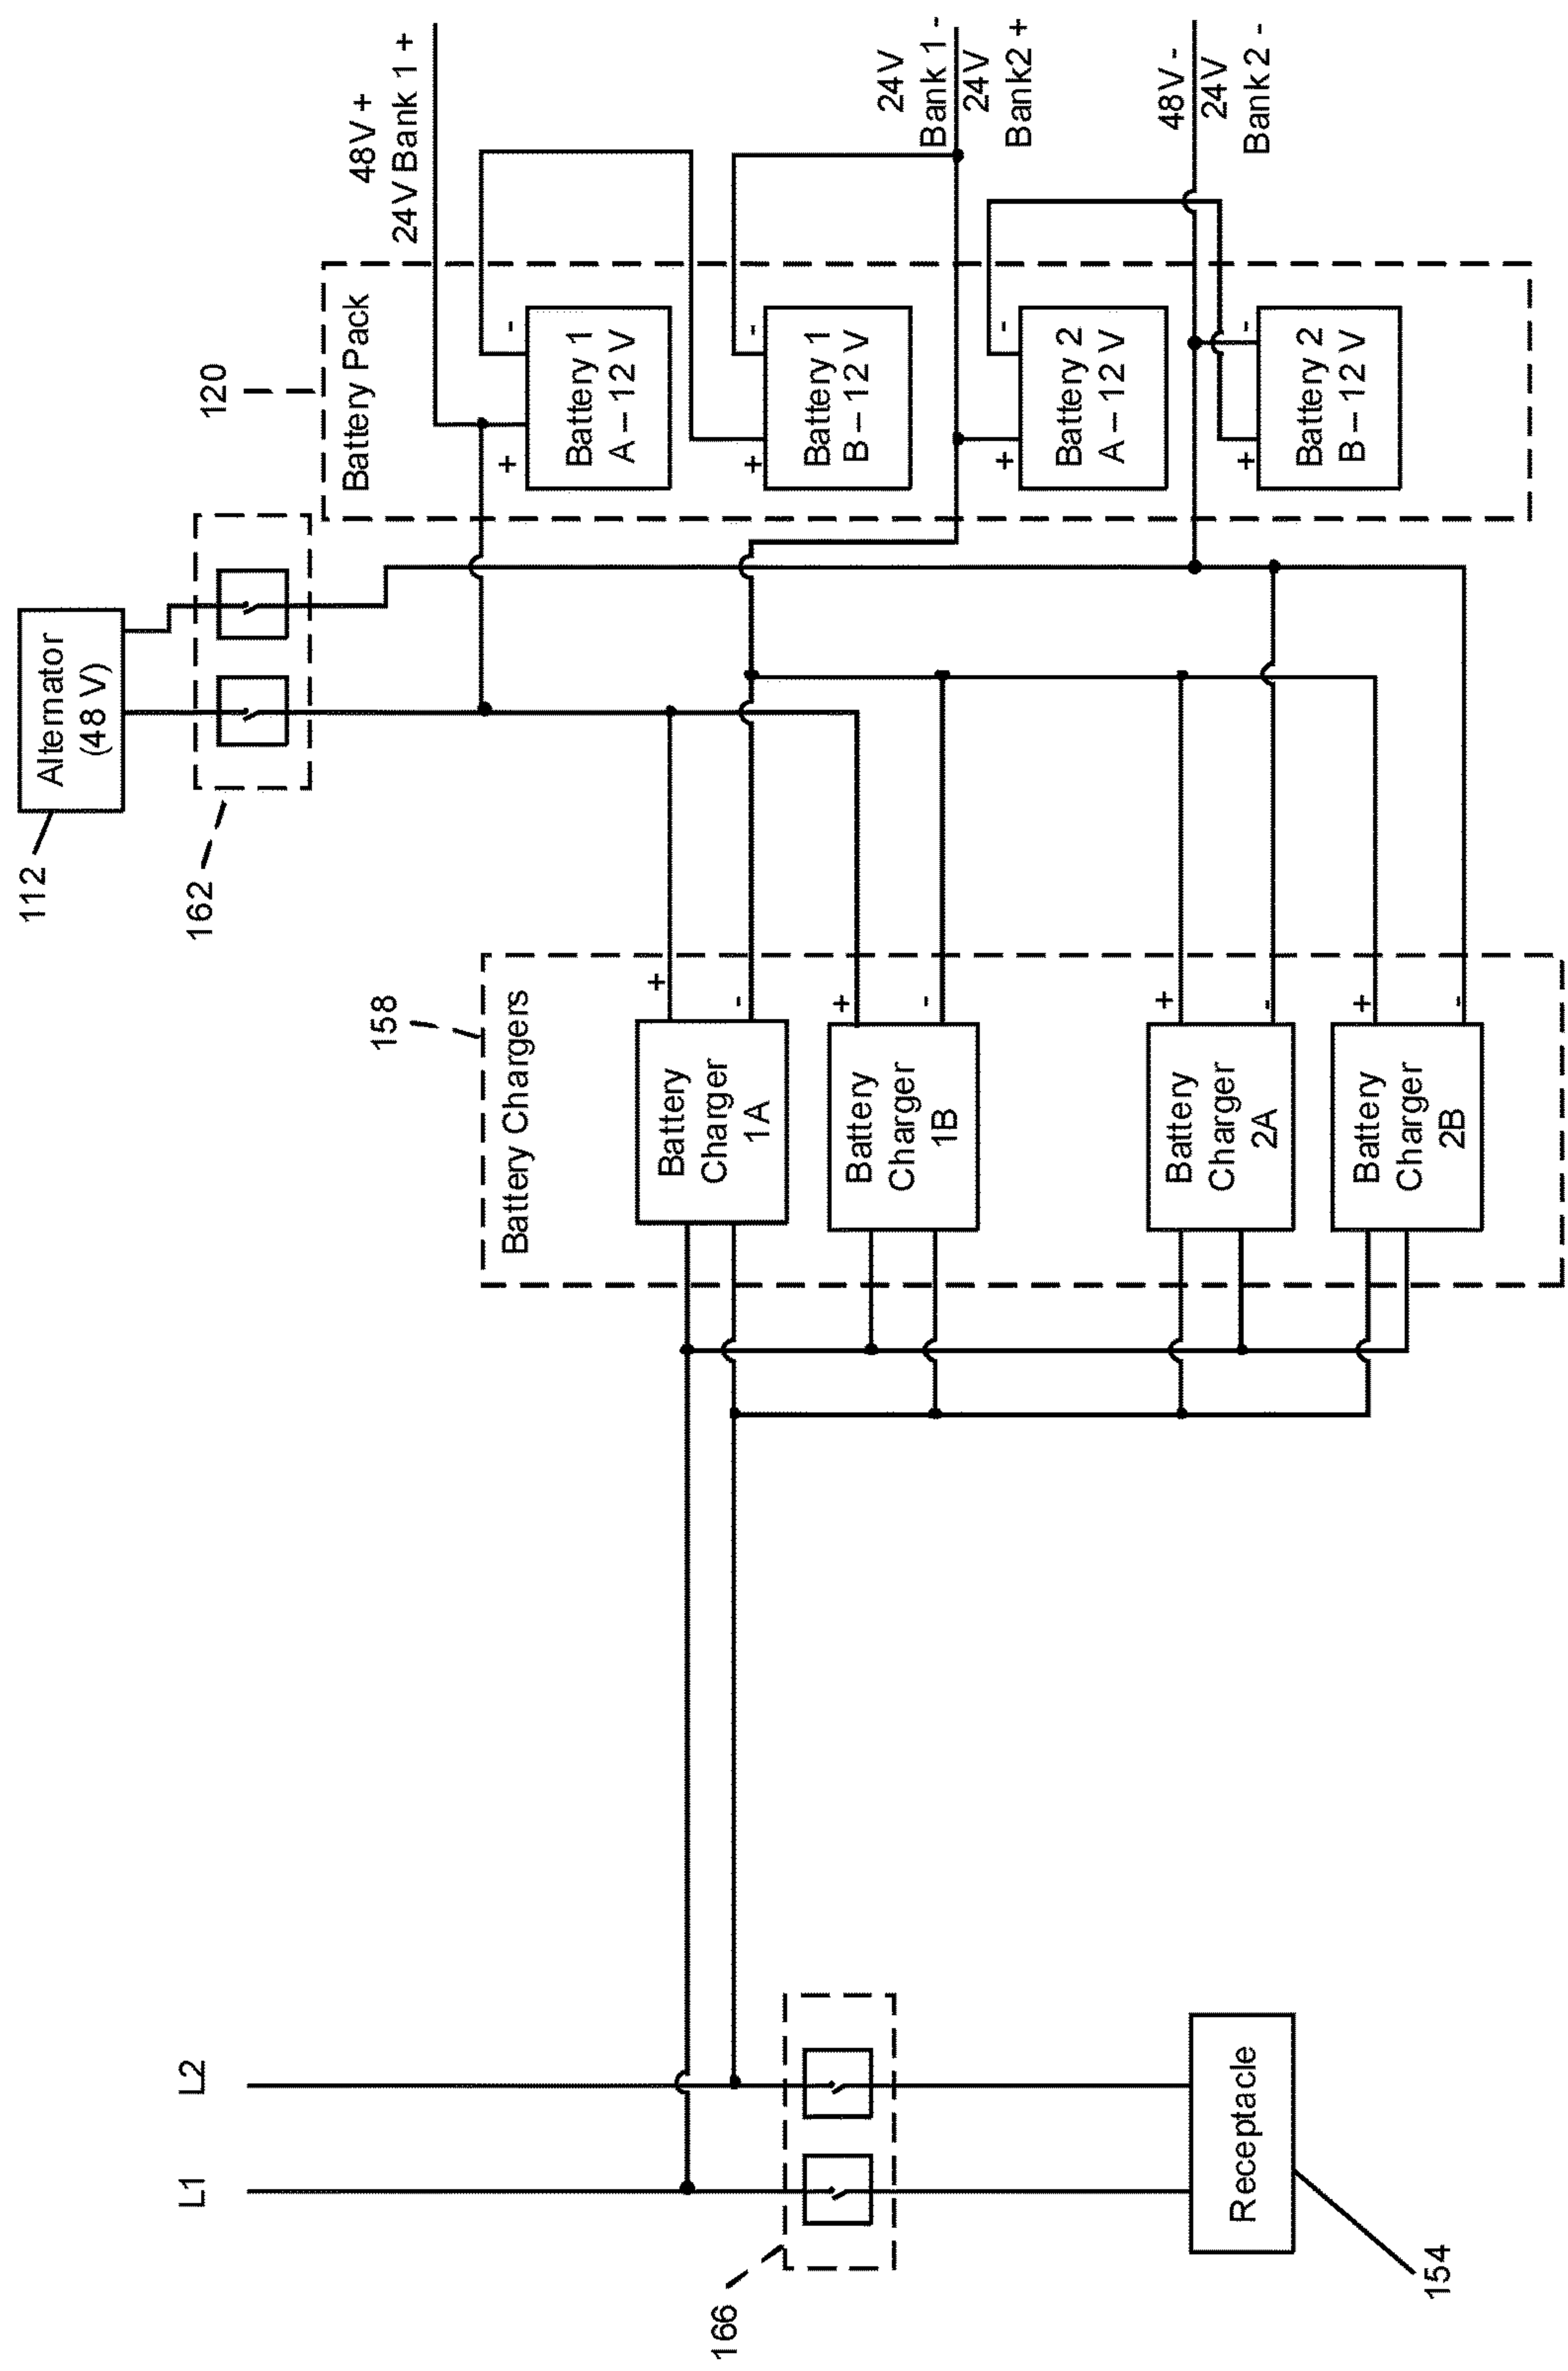 L1
L2
166
Receptacle
154
158
Battery Chargers
Battery
Charger
1A
+
-
Battery
Charger
1B
+
-
Battery
Charger
2A
+
-
Battery
Charger
2B
+
-
Alternator
(48 V)
112
162
120
Battery Pack
Battery 1
A – 12 V
+
-
Battery 1
B – 12 V
+
-
Battery 2
A – 12 V
+
-
Battery 2
B – 12 V
+
-
48V +
24V Bank 1 +
24V
Bank 1 -
24V
Bank2 +
48V -
24V
Bank 2 -